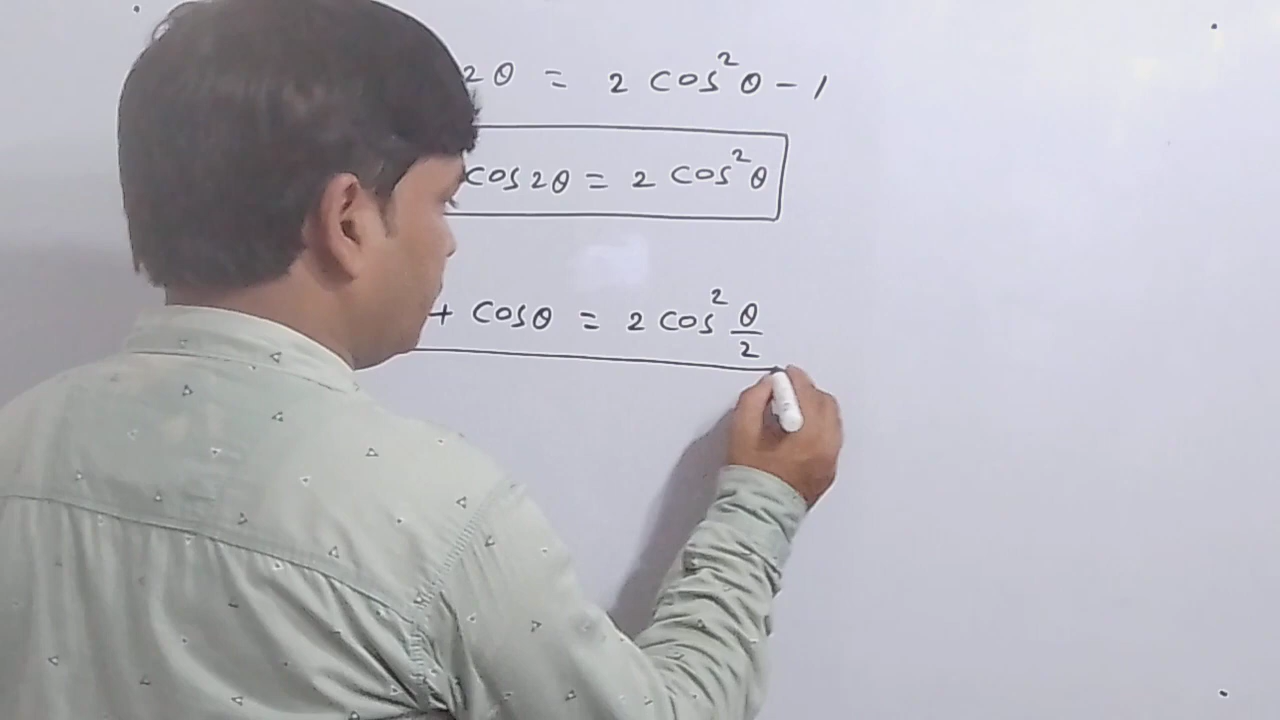 2θ = 2 cos²θ - 1
cos2θ = 2 cos²θ
+ cosθ = 2 cos² θ/2